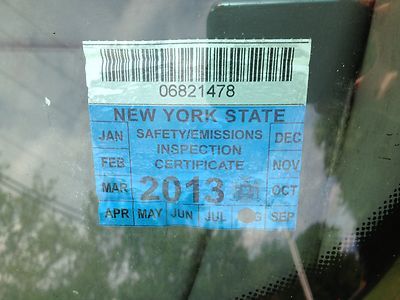 06821478
NEW YORK STATE
JAN SAFETY/EMISSIONS DEC
INSPECTION
FEB CERTIFICATE NOV
MAR 2013 OCT
APR MAY JUN JUL G SEP